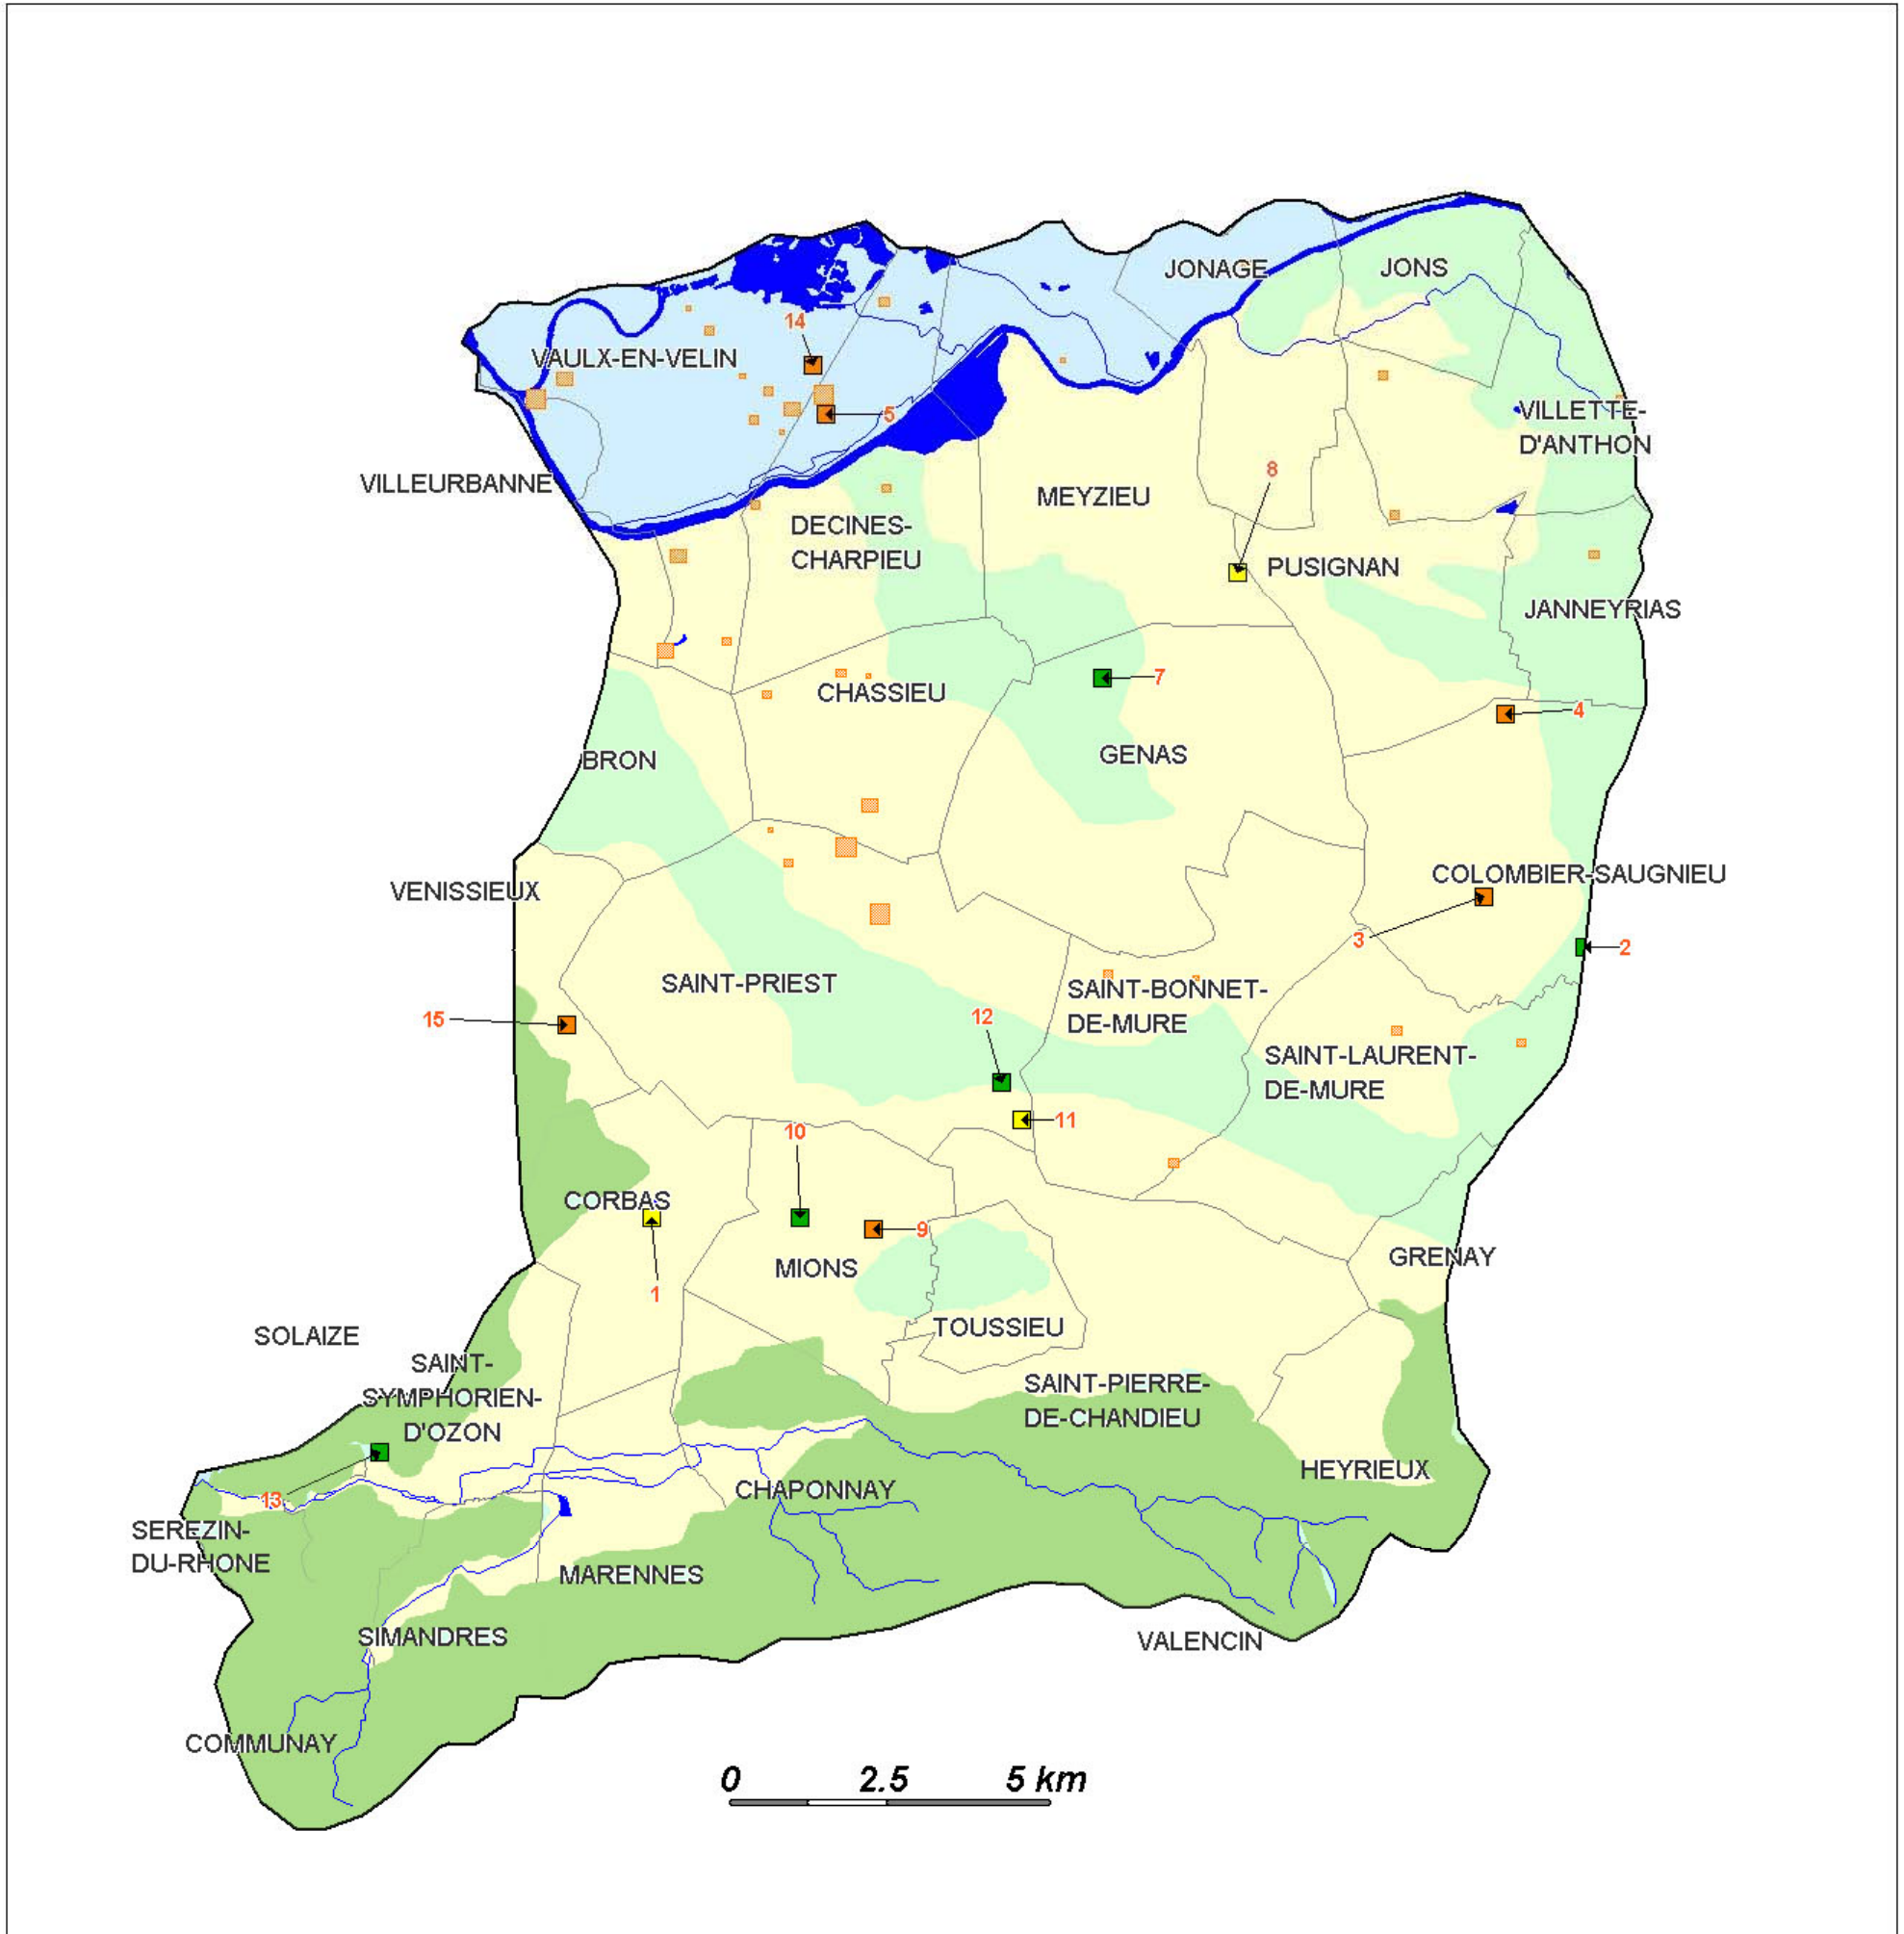 JONAGE
JONS
14
VAULX-EN-VELIN
5
VILLETTE-
D'ANTHON
VILLEURBANNE
8
MEYZIEU
DECINES-
CHARPIEU
PUSIGNAN
JANNEYRIAS
7
CHASSIEU
4
BRON
GENAS
COLOMBIER-SAUGNIEU
VENISSIEUX
3
2
SAINT-PRIEST
SAINT-BONNET-
DE-MURE
15
12
SAINT-LAURENT-
DE-MURE
11
10
CORBAS
9
MIONS
GRENAY
1
TOUSSIEU
SOLAIZE
SAINT-
SYMPHORIEN-
D'OZON
SAINT-PIERRE-
DE-CHANDIEU
HEYRIEUX
CHAPONNAY
13
SEREZIN-
DU-RHONE
MARENNES
SIMANDRES
VALENCIN
COMMUNAY
0 2.5 5 km